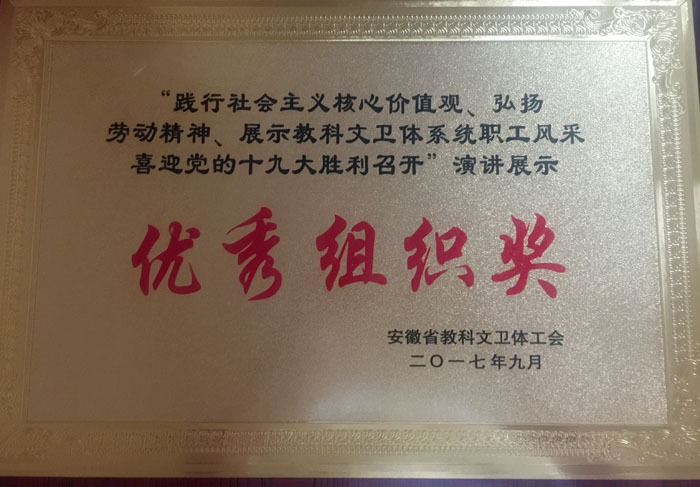 “践行社会主义核心价值观、弘扬
劳动精神、展示教科文卫体系统职工风采
喜迎党的十九大胜利召开”演讲展示
优秀组织奖
安徽省教科文卫体工会
二〇一七年九月